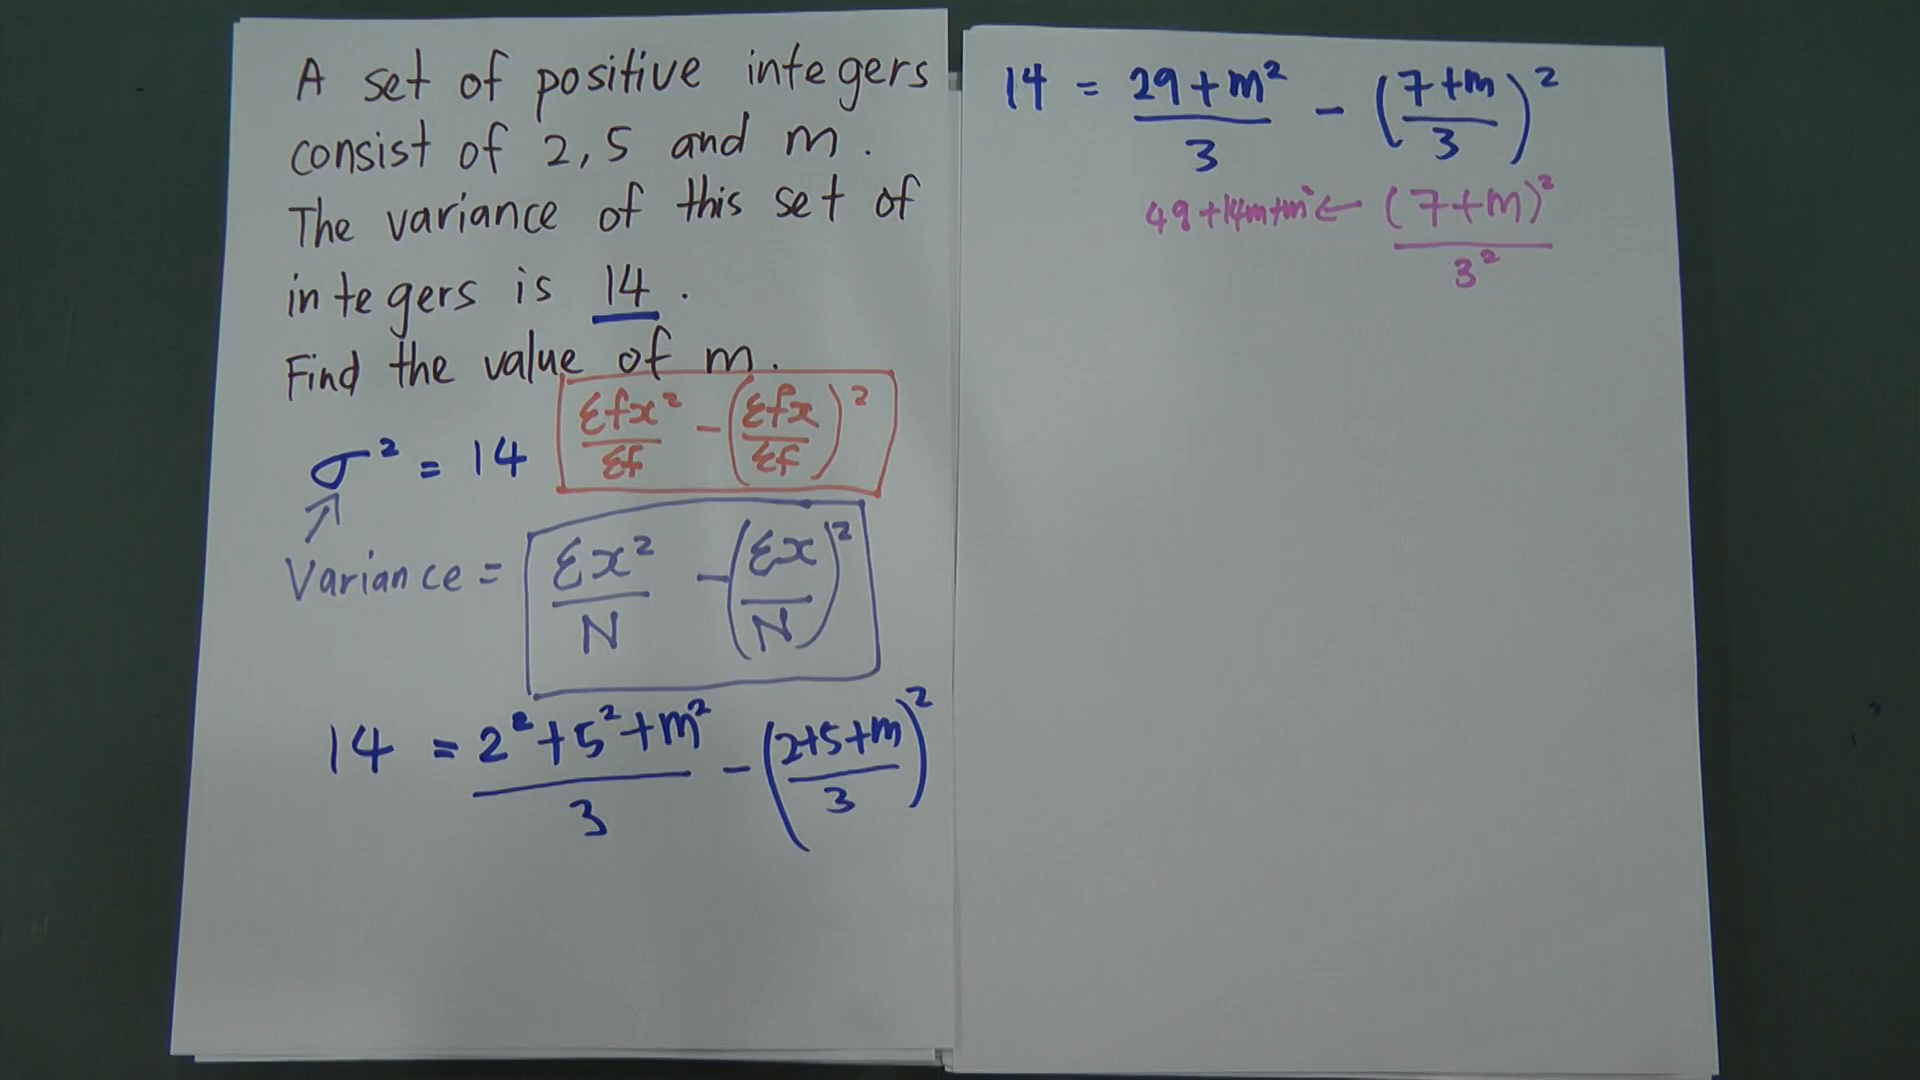 A set of positive integers
consist of 2, 5 and m.
The variance of this set of
integers is 14.
Find the value of m.
σ² = 14 Σfx²/Σf - (Σfx/Σf)²
Variance = Σx²/N - (Σx/N)²
14 = 2²+5²+m²/3 - (2+5+m/3)²
14 = 29+m²/3 - (7+m/3)²
49+14m+m² ← (7+m)²/3²